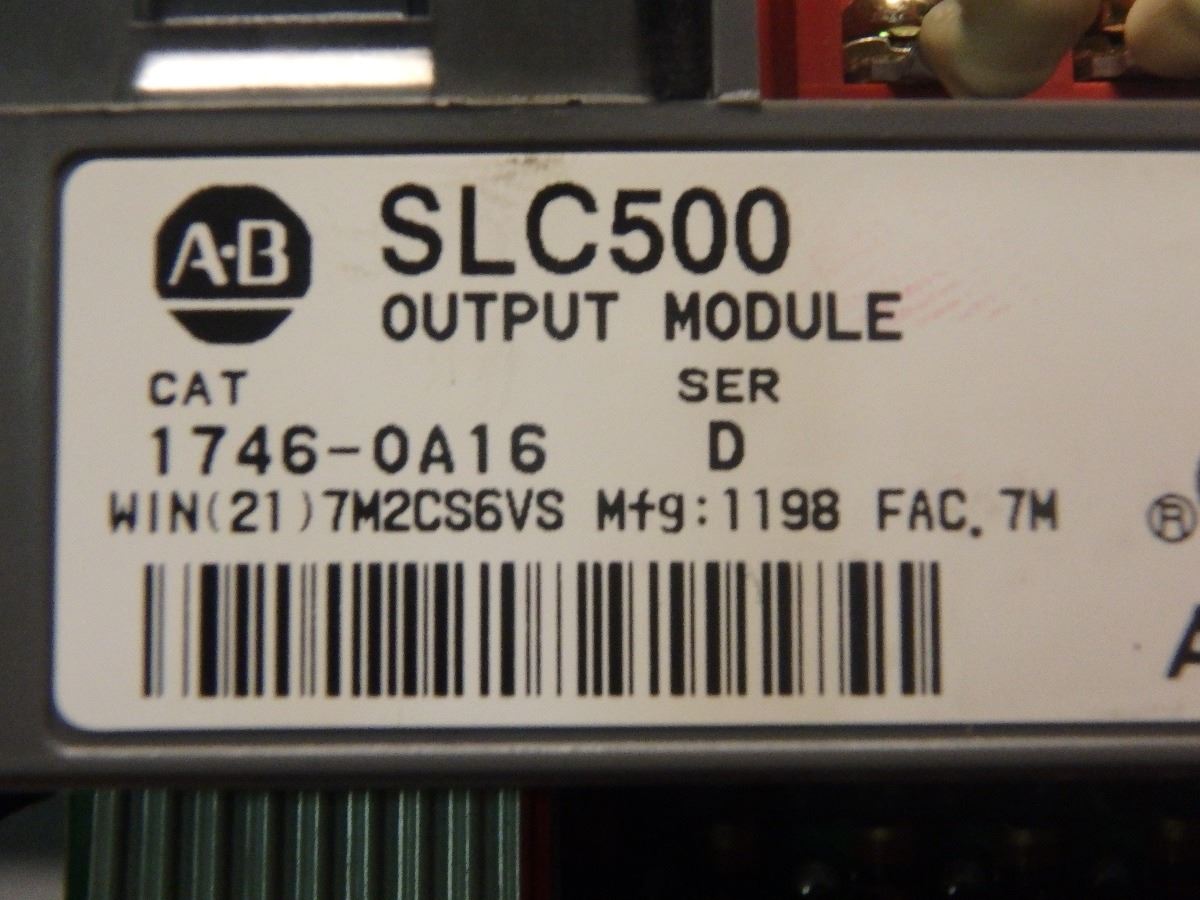 A·B
SLC500
OUTPUT MODULE
CAT SER
1746-OA16 D
WIN(21)7M2CS6VS Mfg:1198 FAC. 7M
®
A